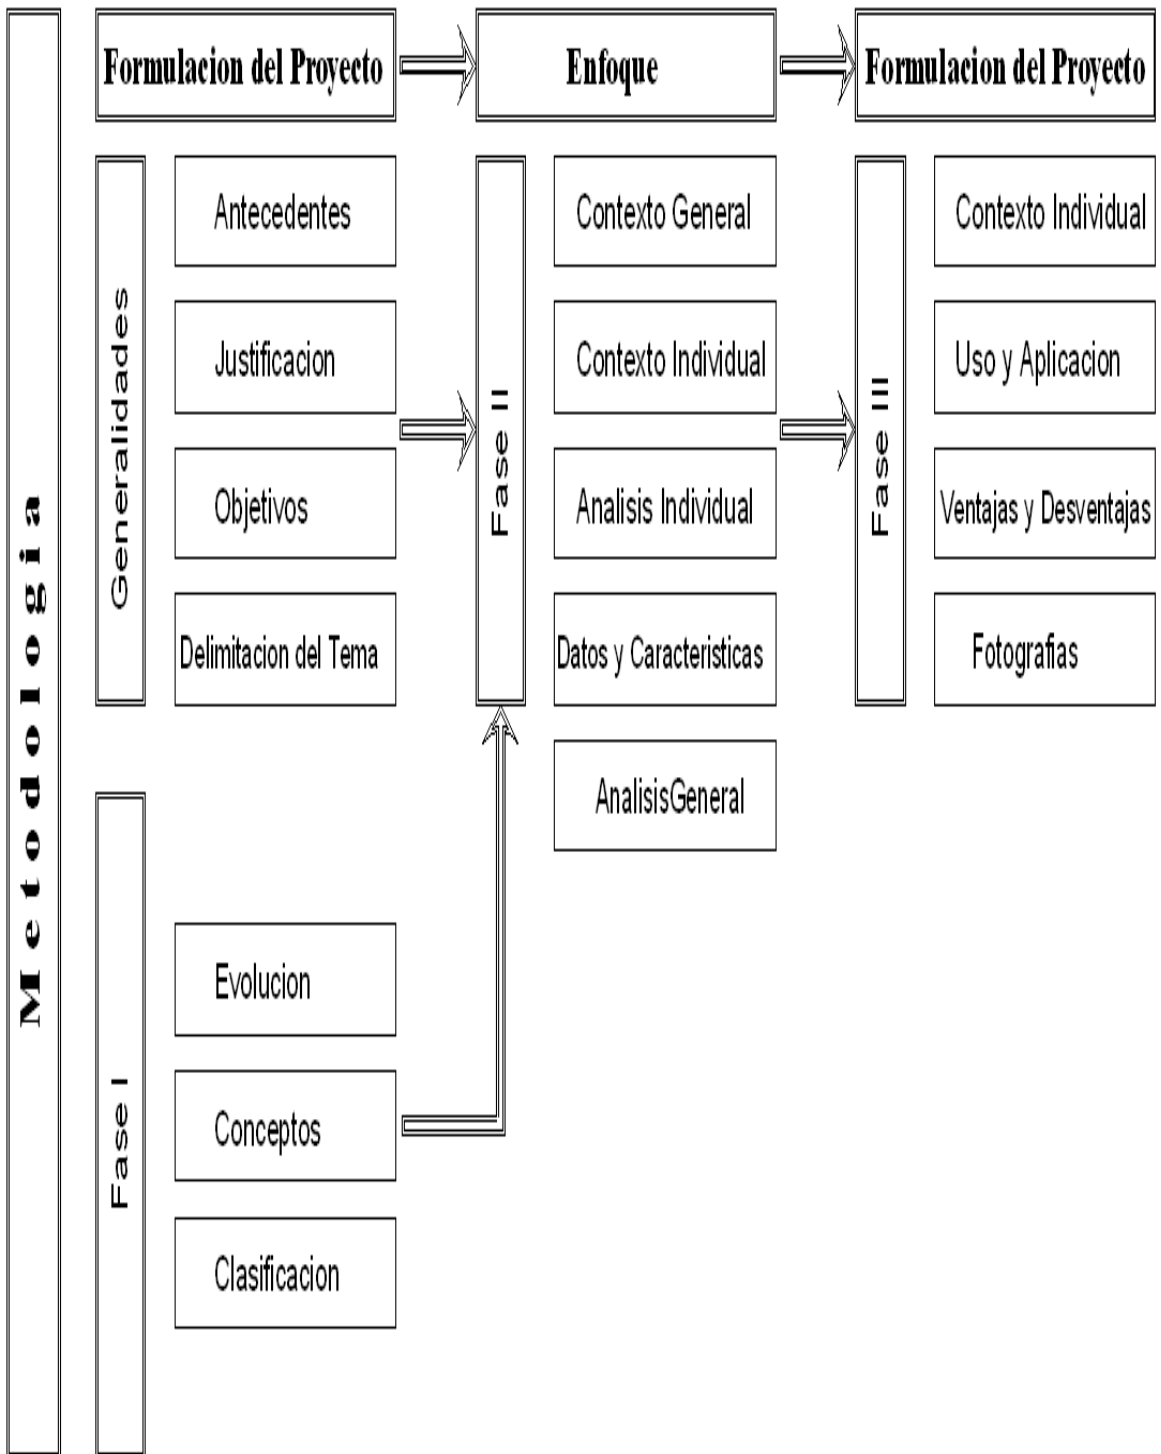 Metodologia
Formulacion del Proyecto
Enfoque
Formulacion del Proyecto
Generalidades
Antecedentes
Justificacion
Objetivos
Delimitacion del Tema
Fase II
Contexto General
Contexto Individual
Analisis Individual
Datos y Caracteristicas
AnalisisGeneral
Fase III
Contexto Individual
Uso y Aplicacion
Ventajas y Desventajas
Fotografias
Fase I
Evolucion
Conceptos
Clasificacion